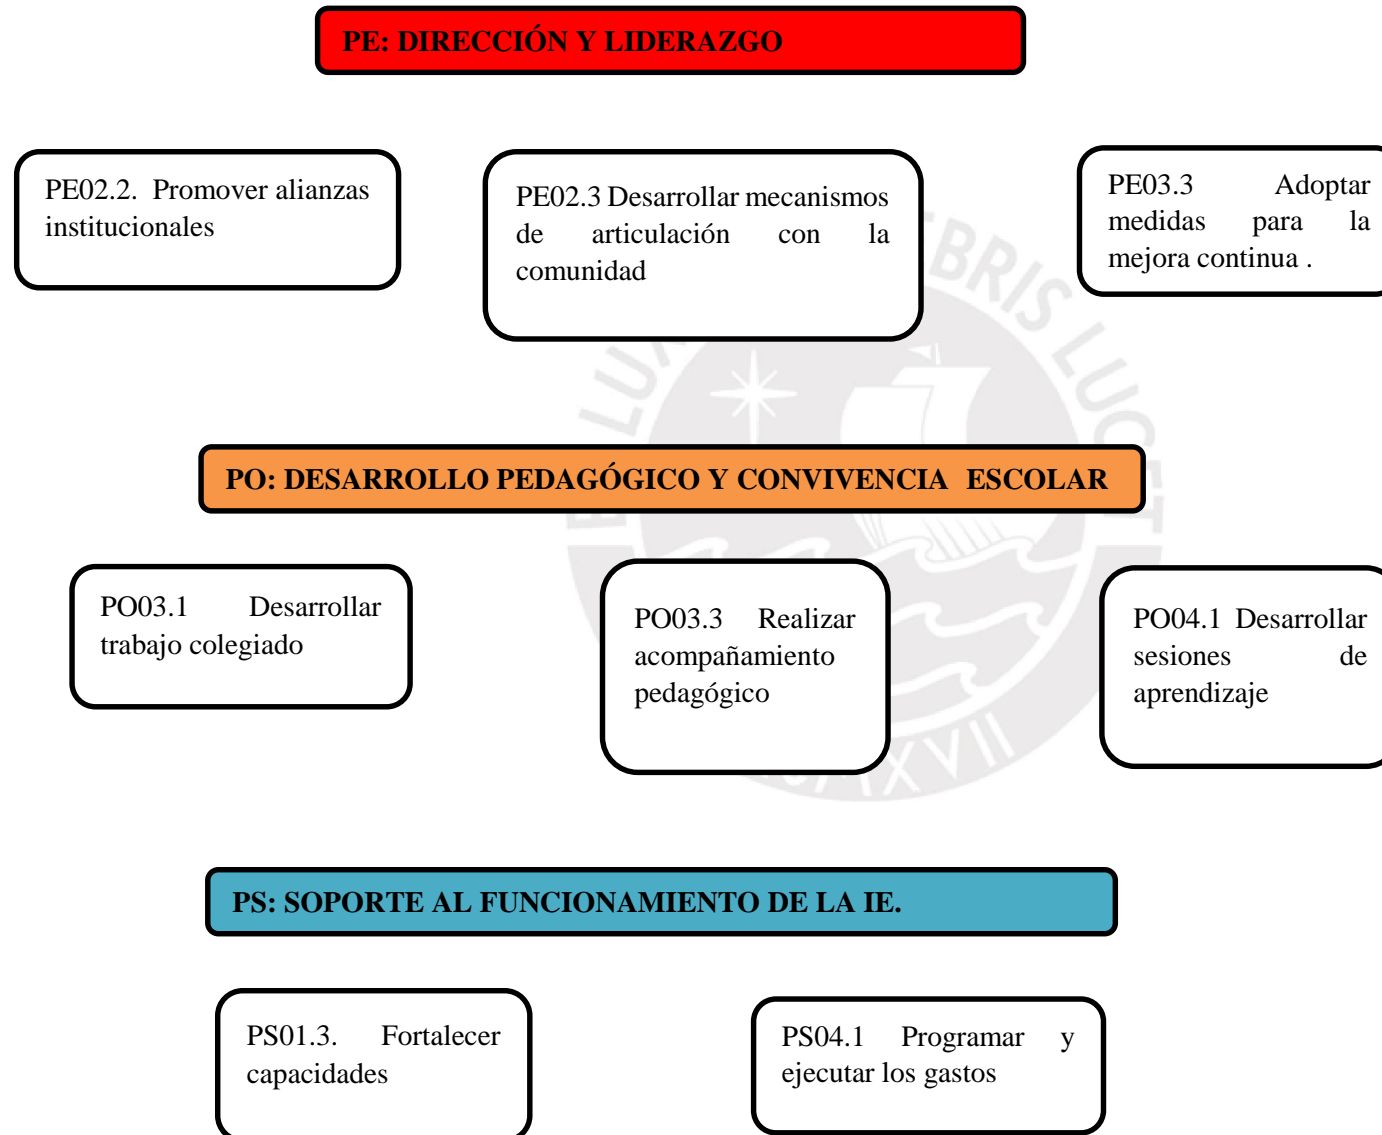 PE: DIRECCIÓN Y LIDERAZGO
PE02.2. Promover alianzas
institucionales
PE02.3 Desarrollar mecanismos
de articulación con la
comunidad
PE03.3 Adoptar
medidas para la
mejora continua .
BRIS LUCET
PO: DESARROLLO PEDAGÓGICO Y CONVIVENCIA ESCOLAR
PO03.1 Desarrollar
trabajo colegiado
PO03.3 Realizar
acompañamiento
pedagógico
PO04.1 Desarrollar
sesiones de
aprendizaje
PS: SOPORTE AL FUNCIONAMIENTO DE LA IE.
PS01.3. Fortalecer
capacidades
PS04.1 Programar y
ejecutar los gastos